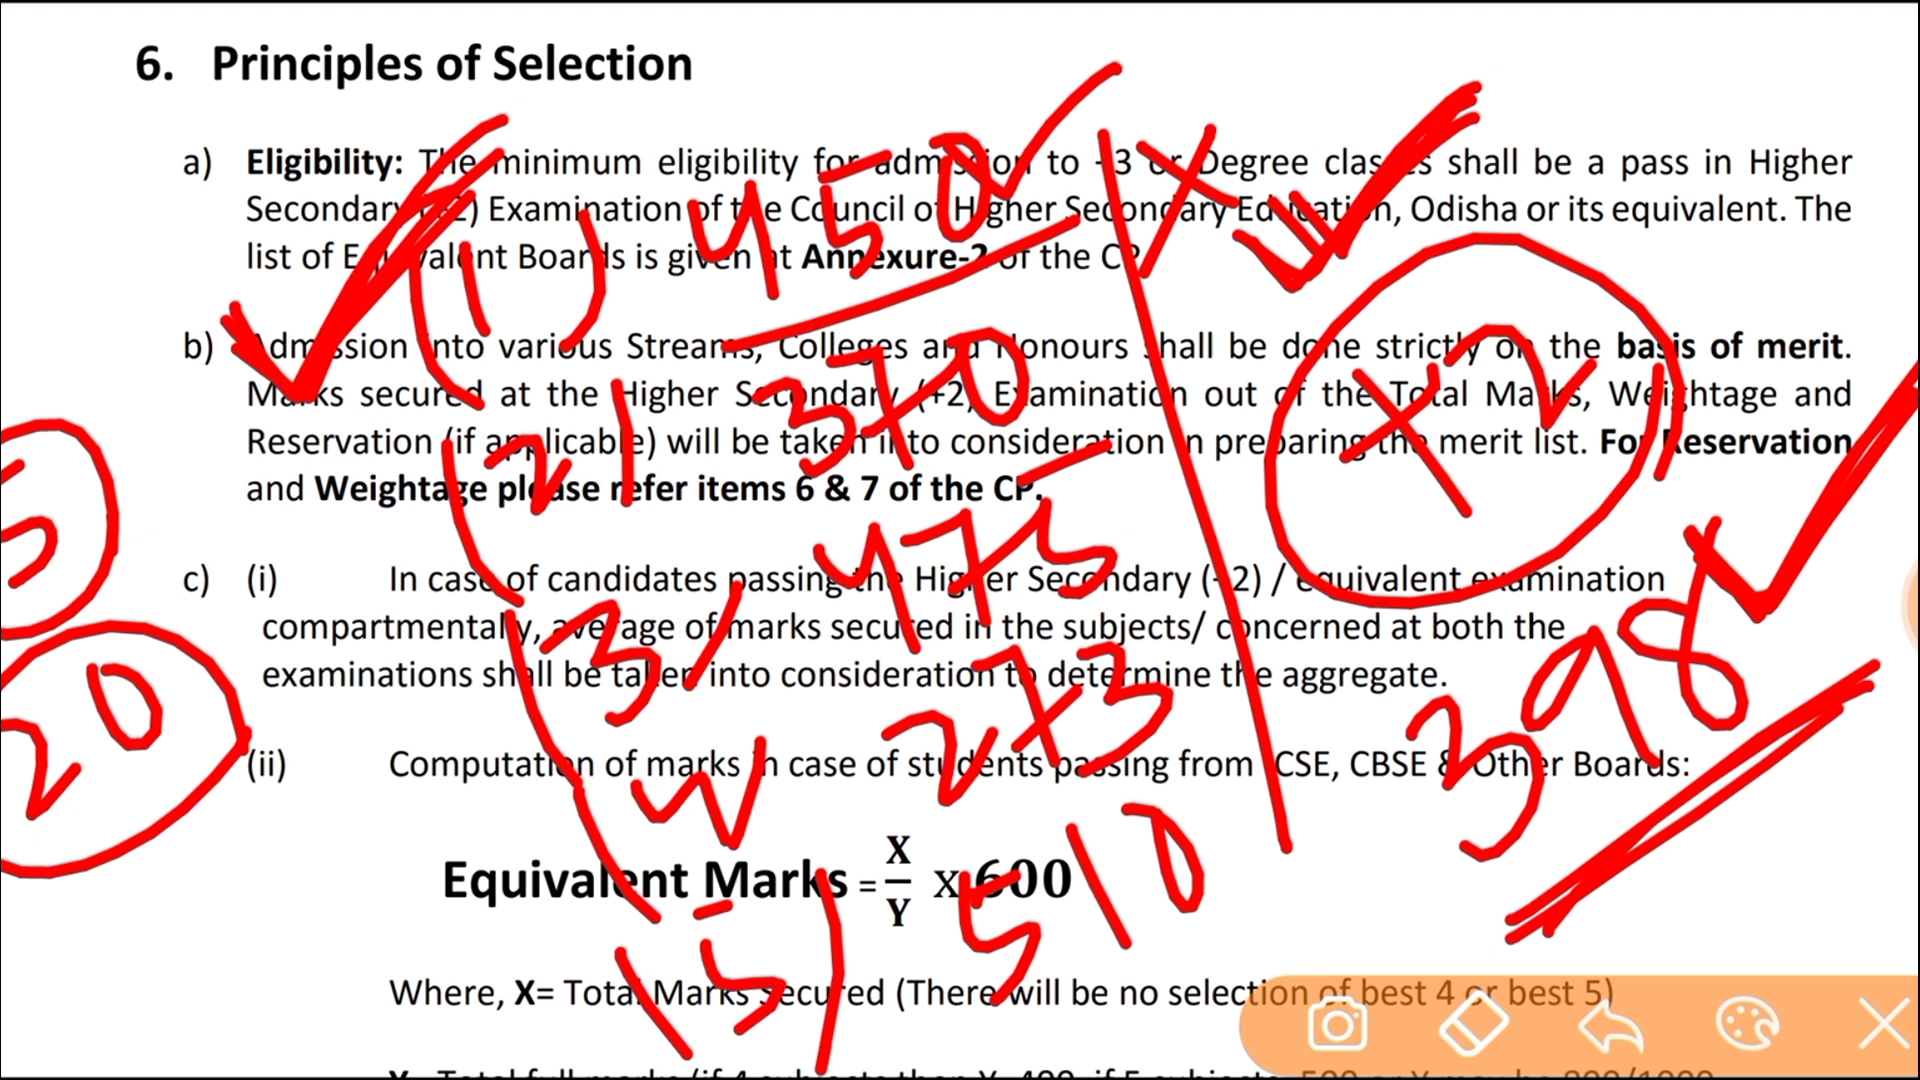 6. Principles of Selection
a) Eligibility: The minimum eligibility for admission to +3 or Degree classes shall be a pass in Higher
Secondary (+2) Examination of the Council of Higher Secondary Education, Odisha or its equivalent. The
list of Equivalent Boards is given at Annexure-2 of the CP.
b) Admission into various Streams, Colleges and Honours shall be done strictly on the basis of merit.
Marks secured at the Higher Secondary (+2) Examination out of the Total Marks, Weightage and
Reservation (if applicable) will be taken into consideration in preparing the merit list. For Reservation
and Weightage please refer items 6 & 7 of the CP.
c) (i) In case of candidates passing the Higher Secondary (+2) / equivalent examination
compartmentally, average of marks secured in the subjects/ concerned at both the
examinations shall be taken into consideration to determine the aggregate.
(ii) Computation of marks in case of students passing from ICSE, CBSE & Other Boards:
Equivalent Marks = X/Y x 600
Where, X= Total Marks Secured (There will be no selection of best 4 or best 5)
(1) 450
(2) 370
3) 475
273
15) 510
+2
398
20